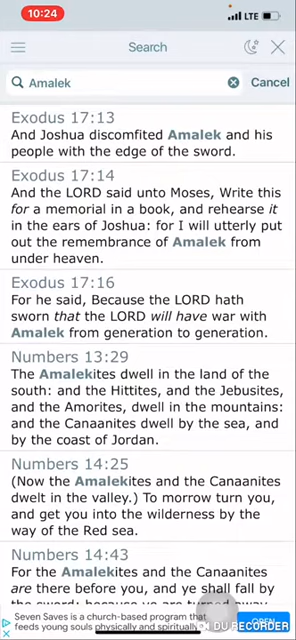 10:24
LTE
Search
Amalek
Cancel
Exodus 17:13
And Joshua discomfited Amalek and his
people with the edge of the sword.
Exodus 17:14
And the LORD said unto Moses, Write this
for a memorial in a book, and rehearse it
in the ears of Joshua: for I will utterly put
out the remembrance of Amalek from
under heaven.
Exodus 17:16
For he said, Because the LORD hath
sworn that the LORD will have war with
Amalek from generation to generation.
Numbers 13:29
The Amalekites dwell in the land of the
south: and the Hittites, and the Jebusites,
and the Amorites, dwell in the mountains:
and the Canaanites dwell by the sea, and
by the coast of Jordan.
Numbers 14:25
(Now the Amalekites and the Canaanites
dwelt in the valley.) To morrow turn you,
and get you into the wilderness by the
way of the Red sea.
Numbers 14:43
For the Amalekites and the Canaanites
are there before you, and ye shall fall by
the sword: because ye are turned away
Seven Saves is a church-based program that
feeds young souls physically and spiritually
OPEN
DU RECORDER